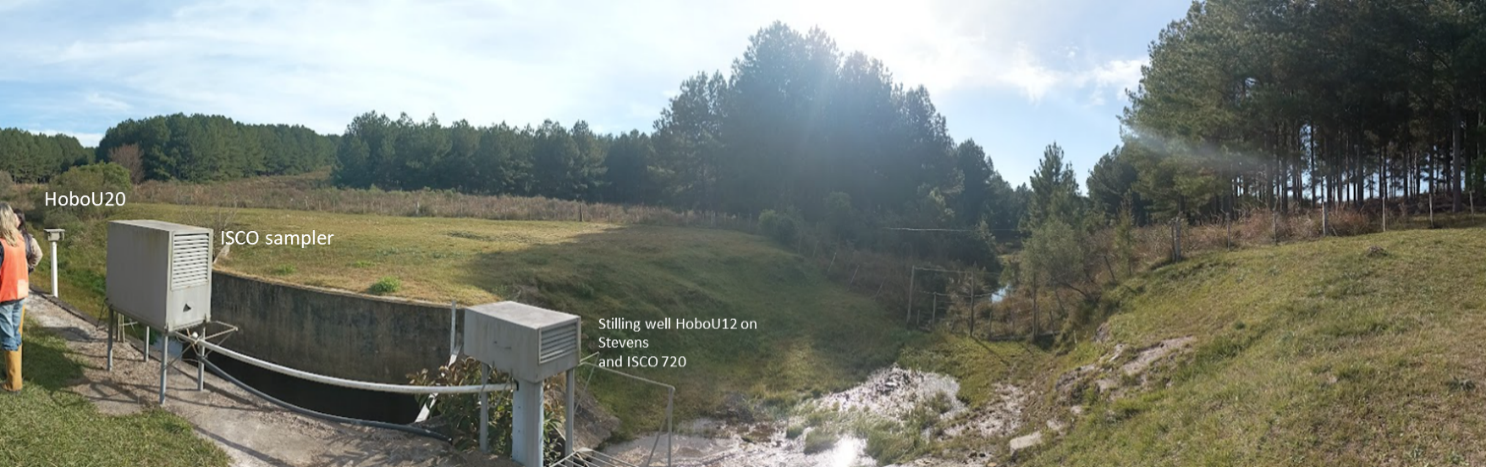 HoboU20
ISCO sampler
Stilling well HoboU12 on
Stevens
and ISCO 720